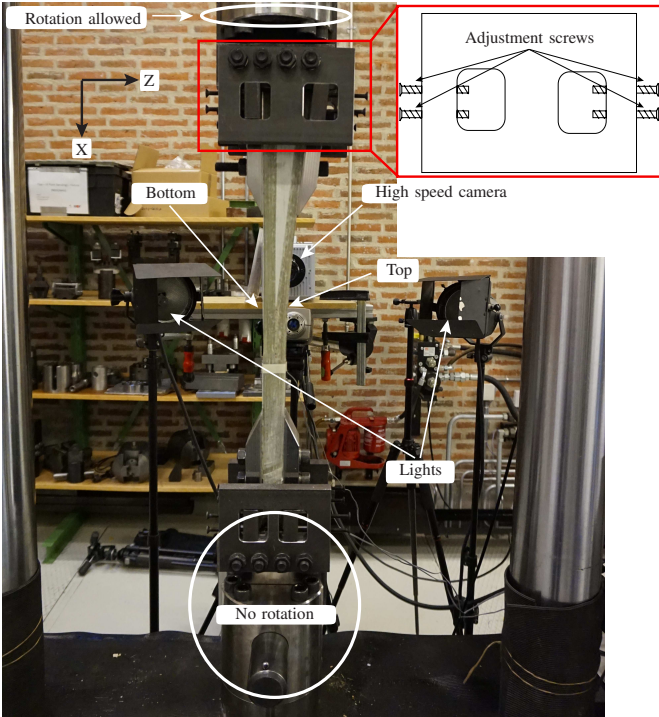 Rotation allowed
Adjustment screws
Z
X
Bottom
High speed camera
Top
Lights
No rotation